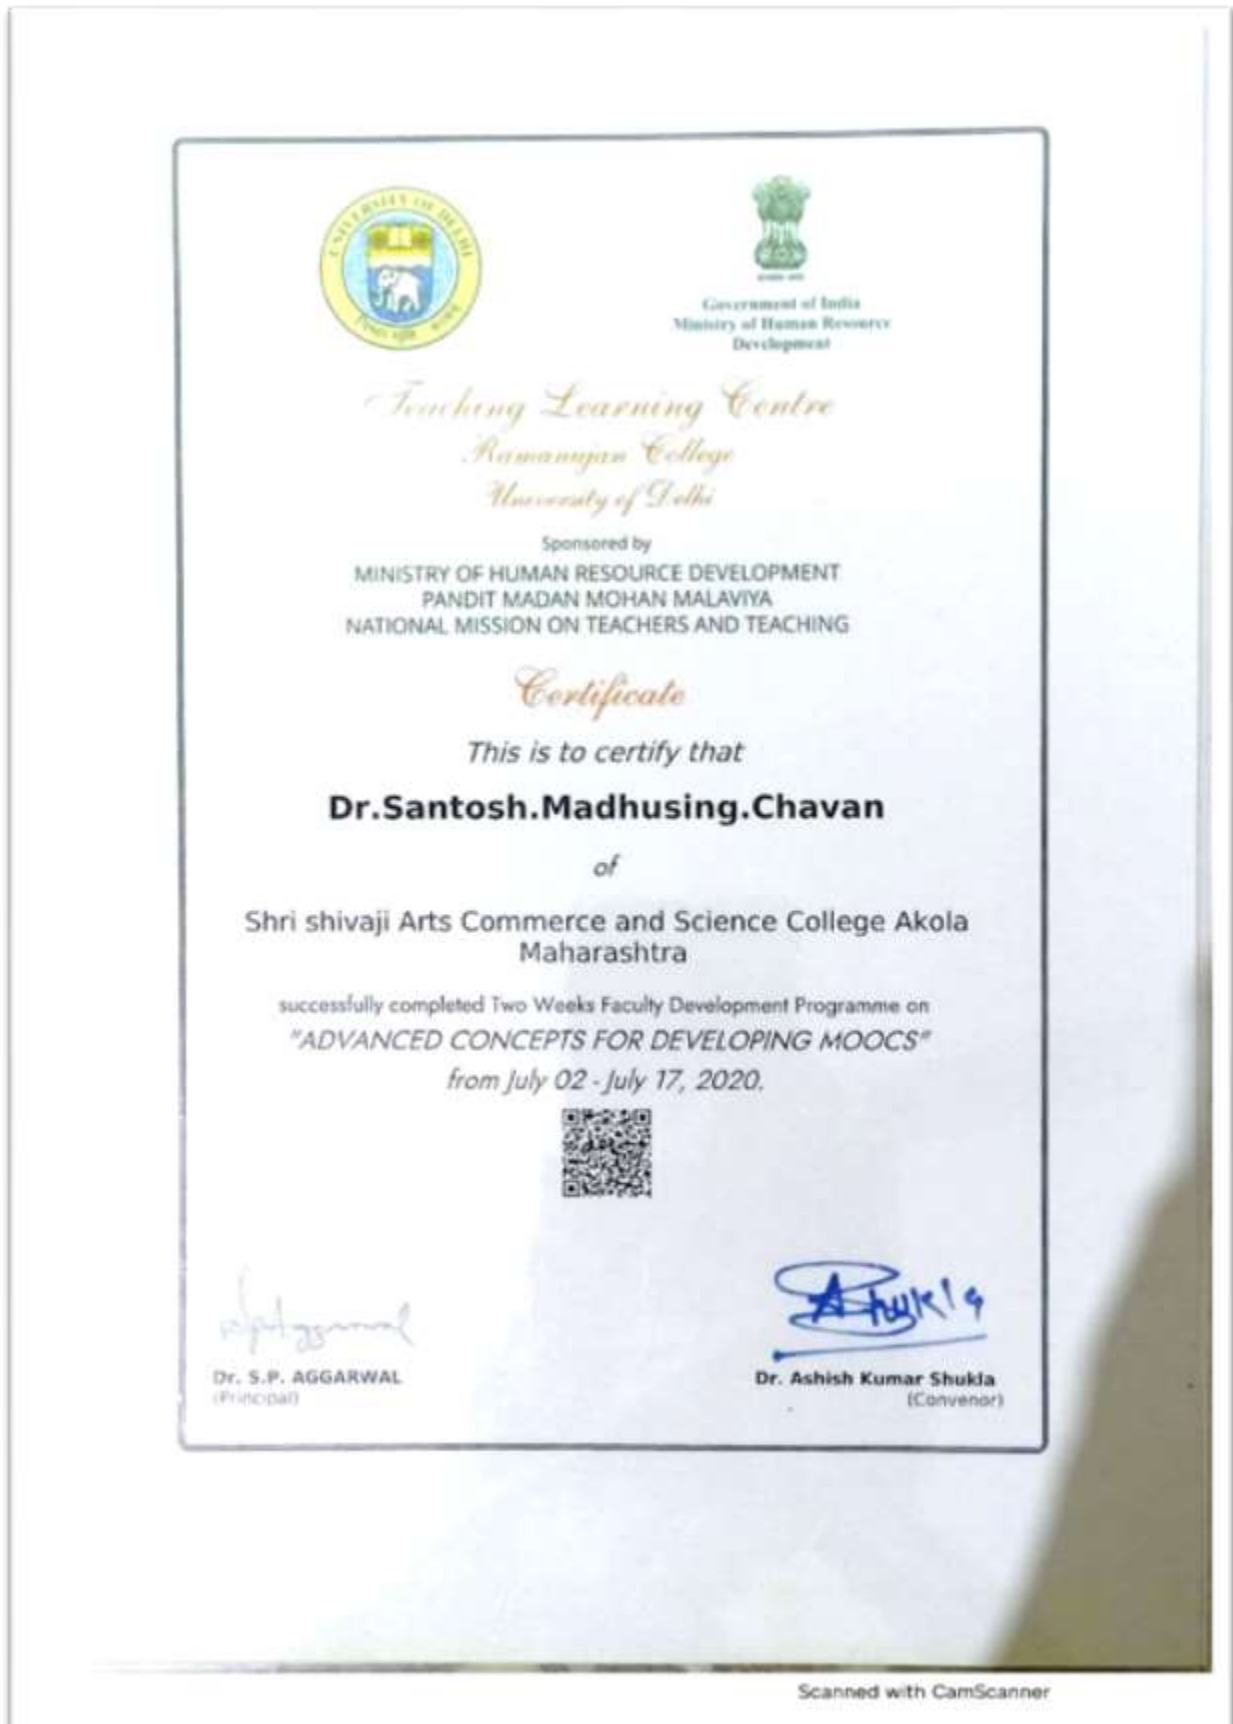 UNIVERSITY OF DELHI
Government of India
Ministry of Human Resource
Development
Teaching Learning Centre
Ramanujan College
University of Delhi
Sponsored by
MINISTRY OF HUMAN RESOURCE DEVELOPMENT
PANDIT MADAN MOHAN MALAVIYA
NATIONAL MISSION ON TEACHERS AND TEACHING
Certificate
This is to certify that
Dr.Santosh.Madhusing.Chavan
of
Shri shivaji Arts Commerce and Science College Akola
Maharashtra
successfully completed Two Weeks Faculty Development Programme on
"ADVANCED CONCEPTS FOR DEVELOPING MOOCS"
from July 02 - July 17, 2020.
AShukla
Dr. S.P. AGGARWAL
(Principal)
Dr. Ashish Kumar Shukla
(Convenor)
Scanned with CamScanner